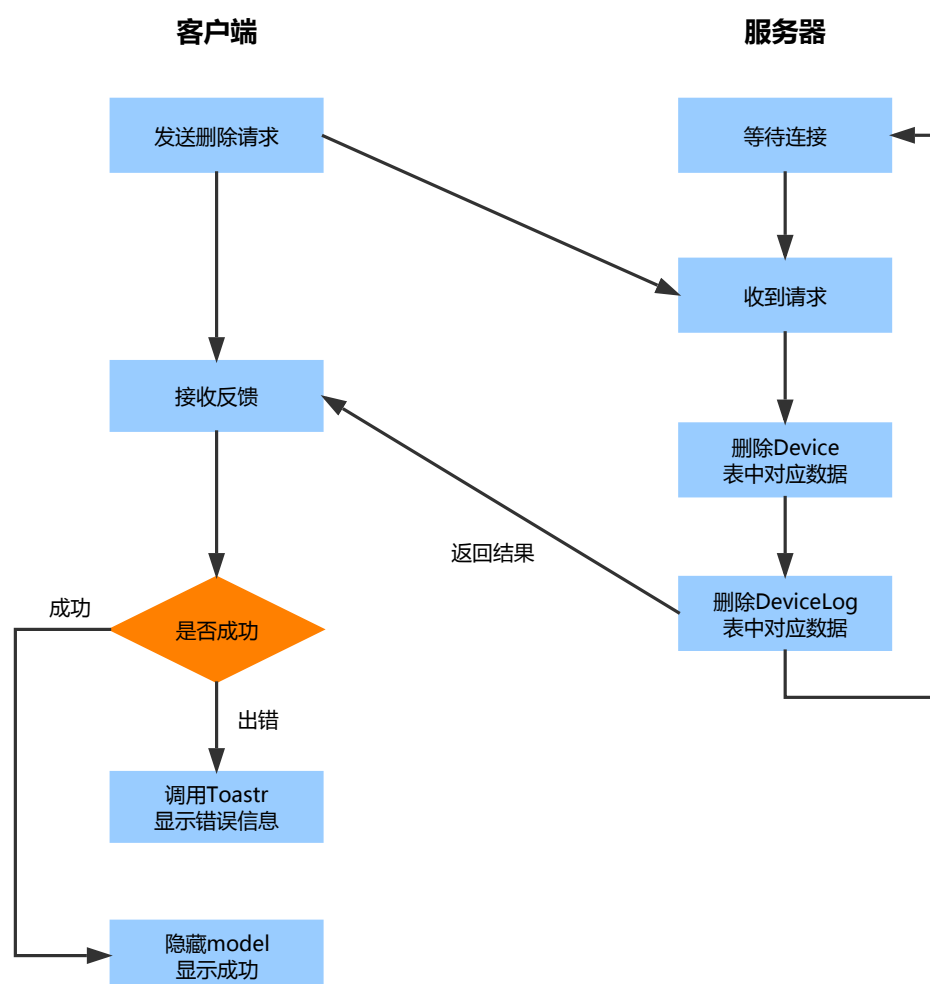 客户端
服务器
发送删除请求
等待连接
收到请求
接收反馈
删除Device
表中对应数据
返回结果
删除DeviceLog
表中对应数据
成功
是否成功
出错
调用Toastr
显示错误信息
隐藏model
显示成功